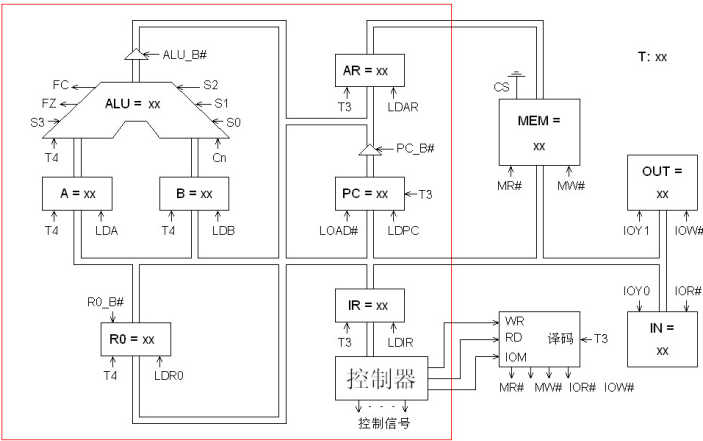 ALU_B#
FC
S2
FZ
ALU = xx
S1
S3
S0
T4
Cn
A = xx
B = xx
T4
LDA
T4
LDB
R0_B#
R0 = xx
T4
LDR0
AR = xx
T3
LDAR
PC_B#
PC = xx
T3
LOAD#
LDPC
IR = xx
T3
LDIR
控制器
- - -
控制信号
CS
MEM =
xx
MR#
MW#
T: xx
OUT =
xx
IOY1
IOW#
IOY0
IOR#
IN =
xx
WR
RD
译码
T3
IOM
MR# MW# IOR# IOW#